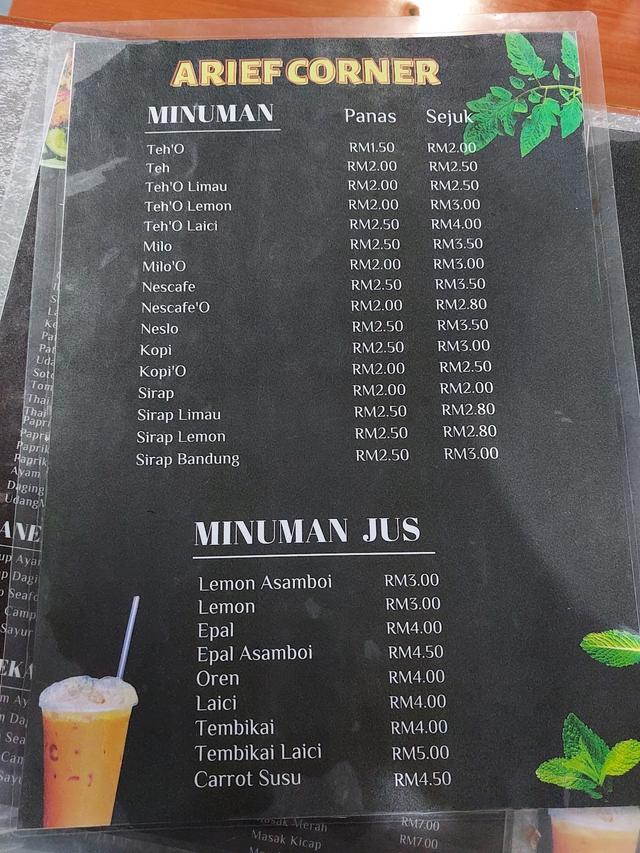 ARIEF CORNER
MINUMAN Panas Sejuk
Teh'O RM1.50 RM2.00
Teh RM2.00 RM2.50
Teh'O Limau RM2.00 RM2.50
Teh'O Lemon RM2.00 RM3.00
Teh'O Laici RM2.50 RM4.00
Milo RM2.50 RM3.50
Milo'O RM2.00 RM3.00
Nescafe RM2.50 RM3.50
Nescafe'O RM2.00 RM2.80
Neslo RM2.50 RM3.50
Kopi RM2.50 RM3.00
Kopi'O RM2.00 RM2.50
Sirap RM2.00 RM2.00
Sirap Limau RM2.50 RM2.80
Sirap Lemon RM2.50 RM2.80
Sirap Bandung RM2.50 RM3.00
MINUMAN JUS
Lemon Asamboi RM3.00
Lemon RM3.00
Epal RM4.00
Epal Asamboi RM4.50
Oren RM4.00
Laici RM4.00
Tembikai RM4.00
Tembikai Laici RM5.00
Carrot Susu RM4.50
Masak Merah RM7.00
Masak Kicap RM7.00